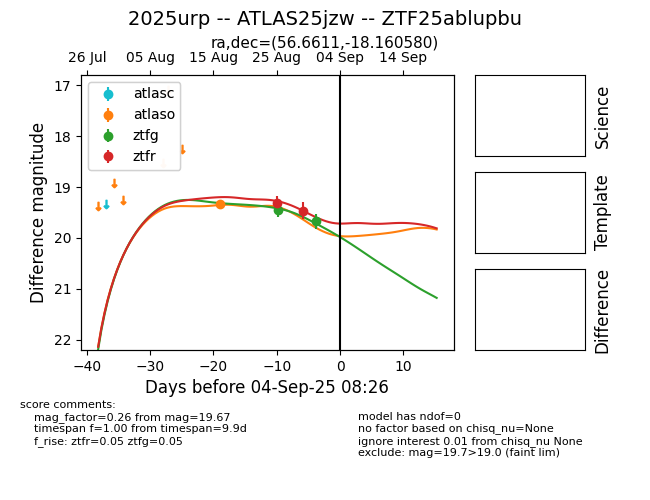 2025urp -- ATLAS25jzw -- ZTF25ablupbu
ra,dec=(56.6611,-18.160580)
26 Jul 05 Aug 15 Aug 25 Aug 04 Sep 14 Sep
17
18
19
20
21
22
Difference magnitude
atlasc
atlaso
ztfg
ztfr
−40 −30 −20 −10 0 10
Days before 04-Sep-25 08:26
Science
Template
Difference
score comments:
mag_factor=0.26 from mag=19.67
timespan f=1.00 from timespan=9.9d
f_rise: ztfr=0.05 ztfg=0.05
model has ndof=0
no factor based on chisq_nu=None
ignore interest 0.01 from chisq_nu None
exclude: mag=19.7>19.0 (faint lim)